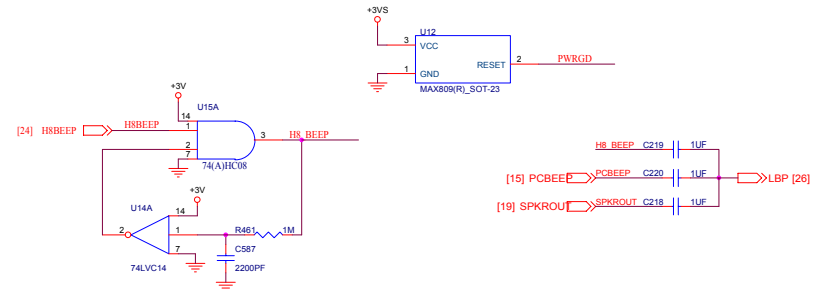 +3VS
U12
3 VCC
RESET 2 PWRGD
1 GND
MAX809(R)_SOT-23
+3V
U15A
14
[24] H8BEEP H8BEEP 1
3 H8_BEEP
2
7
74(A)HC08
H8_BEEP C219 1UF
[15] PCBEEP PCBEEP C220 1UF
LBP [26]
[19] SPKROUT SPKROUT C218 1UF
+3V
U14A
14
2 1 R461 1M
7 C587
74LVC14 2200PF